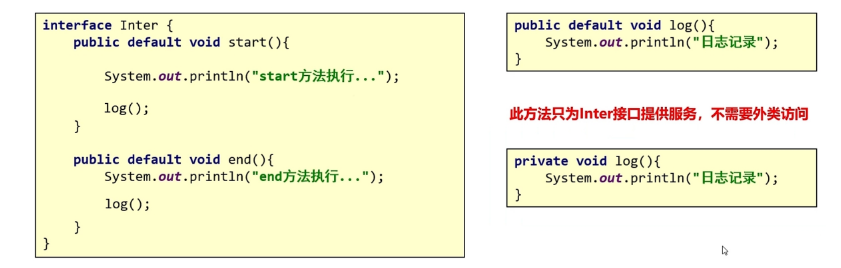 interface Inter {
    public default void start(){
        System.out.println("start方法执行...");
        log();
    }
    public default void end(){
        System.out.println("end方法执行...");
        log();
    }
}
public default void log(){
    System.out.println("日志记录");
}
此方法只为Inter接口提供服务，不需要外类访问
private void log(){
    System.out.println("日志记录");
}